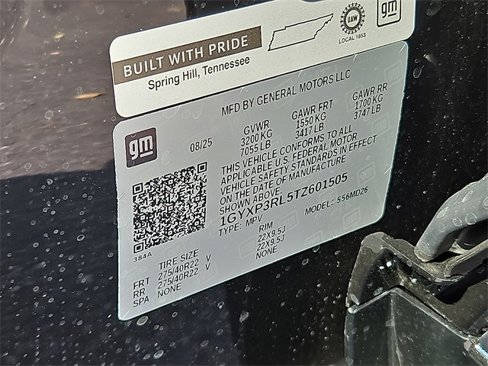 BUILT WITH PRIDE
Spring Hill, Tennessee
UAW
LOCAL 1853
gm
MFD BY GENERAL MOTORS LLC
gm
08/25
GVWR GAWR FRT GAWR RR
3200 KG 1550 KG 1700 KG
7055 LB 3417 LB 3747 LB
THIS VEHICLE CONFORMS TO ALL
APPLICABLE U.S. FEDERAL MOTOR
VEHICLE SAFETY STANDARDS IN EFFECT
ON THE DATE OF MANUFACTURE
SHOWN ABOVE
1GYXP3RL5TZ601505
TYPE: MPV MODEL: 6MD26
384A
TIRE SIZE RIM
FRT 275/40R22 V 22X9.5J
RR 275/40R22 V 22X9.5J
SPA NONE NONE